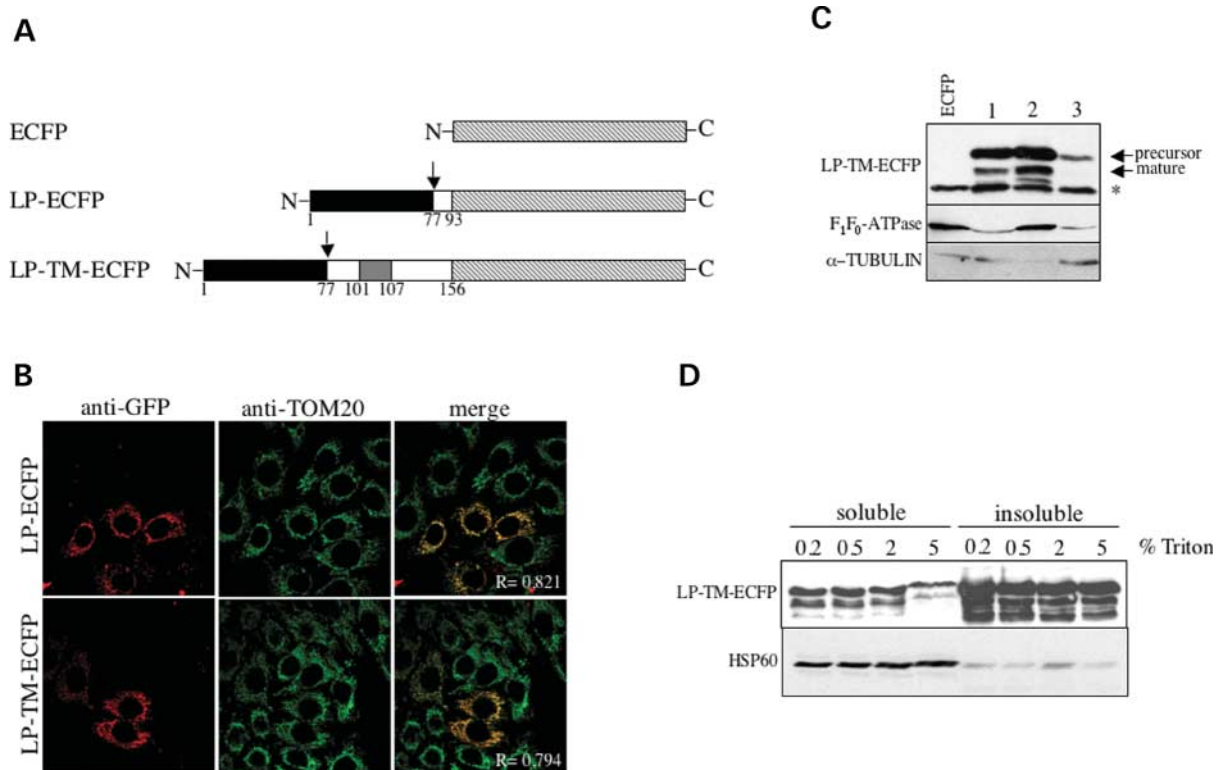 A
ECFP
N- -C
LP-ECFP
N- -C
1 77 93
LP-TM-ECFP
N- -C
1 77 101 107 156
B
anti-GFP anti-TOM20 merge
LP-ECFP
R= 0.821
LP-TM-ECFP
R= 0.794
C
ECFP 1 2 3
LP-TM-ECFP
precursor
mature
*
F1F0-ATPase
α-TUBULIN
D
soluble insoluble
0.2 0.5 2 5 0.2 0.5 2 5 % Triton
LP-TM-ECFP
HSP60